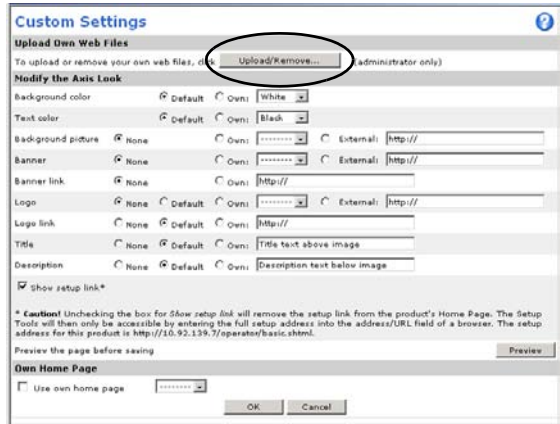 Custom Settings
Upload Own Web Files
To upload or remove your own web files, click Upload/Remove... (administrator only)
Modify the Axis Look
Background color Default Own: White
Text color Default Own: Black
Background picture None Own: -------- External: http://
Banner None Own: -------- External: http://
Banner link None Own: http://
Logo None Default Own: -------- External: http://
Logo link None Default Own: http://
Title None Default Own: Title text above image
Description None Default Own: Description text below image
Show setup link*
* Caution! Unchecking the box for Show setup link will remove the setup link from the product's Home Page. The Setup
Tools will then only be accessible by entering the full setup address into the address/URL field of a browser. The setup
address for this product is http://10.92.139.7/operator/basic.shtml.
Preview the page before saving Preview
Own Home Page
Use own home page --------
OK Cancel